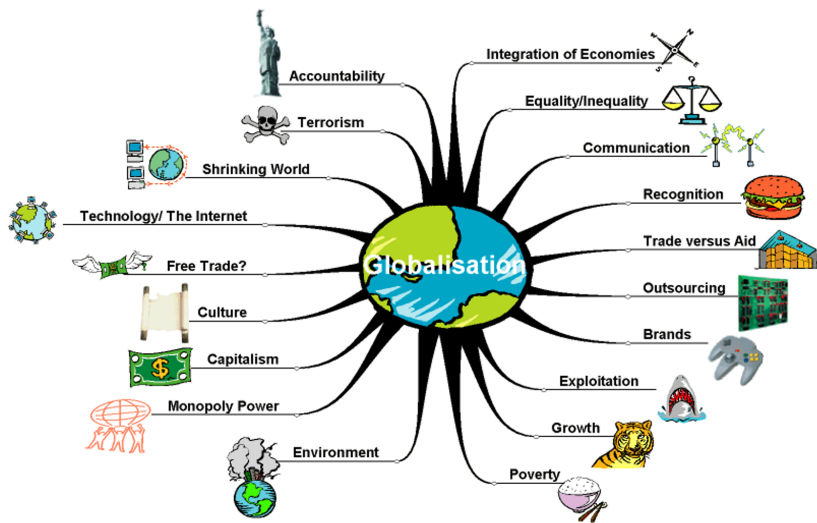 Integration of Economies
Accountability
Equality/Inequality
Terrorism
Communication
Shrinking World
Recognition
Technology/ The Internet
Trade versus Aid
Globalisation
Free Trade?
Outsourcing
Culture
Brands
Capitalism
Exploitation
Monopoly Power
Growth
Environment
Poverty
N
W
E
S
$